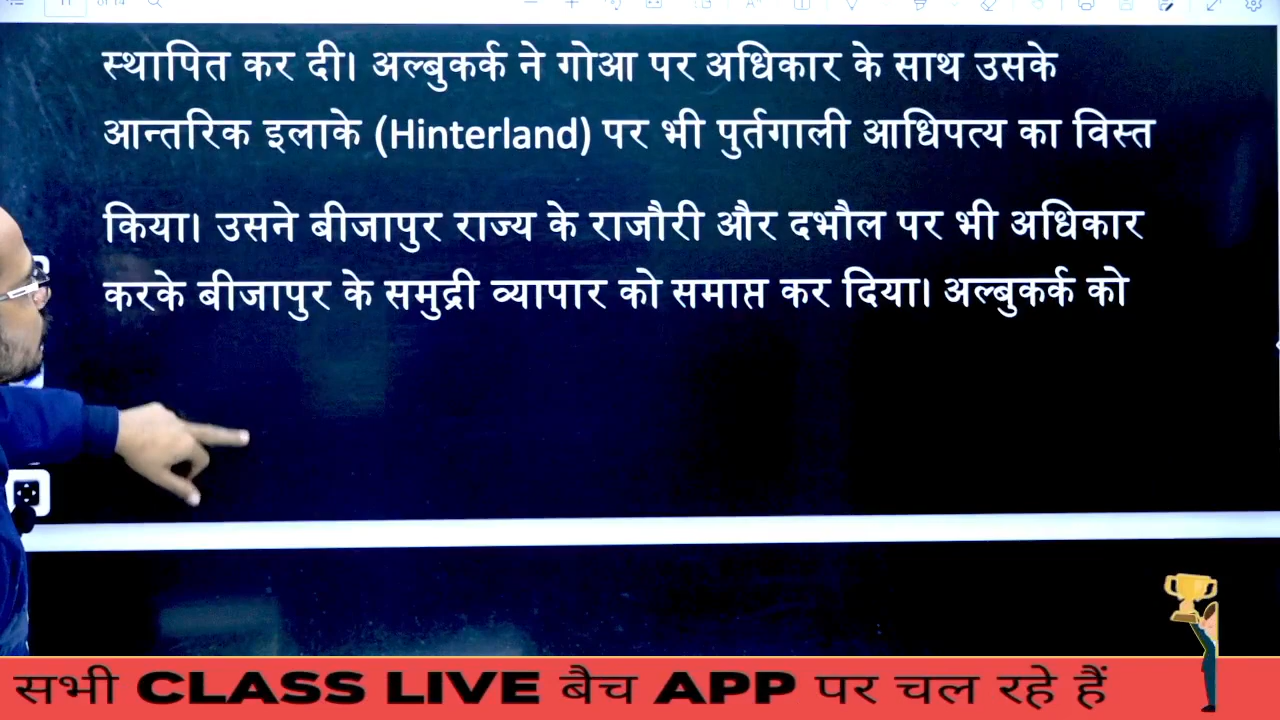 स्थापित कर दी। अल्बुकर्क ने गोआ पर अधिकार के साथ उसके
आन्तरिक इलाके (Hinterland) पर भी पुर्तगाली आधिपत्य का विस्त
किया। उसने बीजापुर राज्य के राजौरी और दभौल पर भी अधिकार
करके बीजापुर के समुद्री व्यापार को समाप्त कर दिया। अल्बुकर्क को
सभी CLASS LIVE बैच APP पर चल रहे हैं